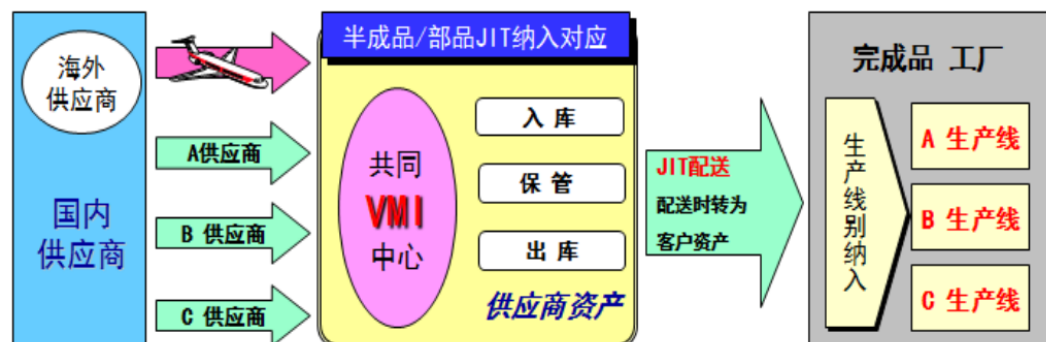 海外
供应商
国内
供应商
A供应商
B 供应商
C 供应商
半成品/部品JIT纳入对应
共同
VMI
中心
入 库
保 管
出 库
供应商资产
JIT配送
配送时转为
客户资产
完成品 工厂
生产线别纳入
A 生产线
B 生产线
C 生产线